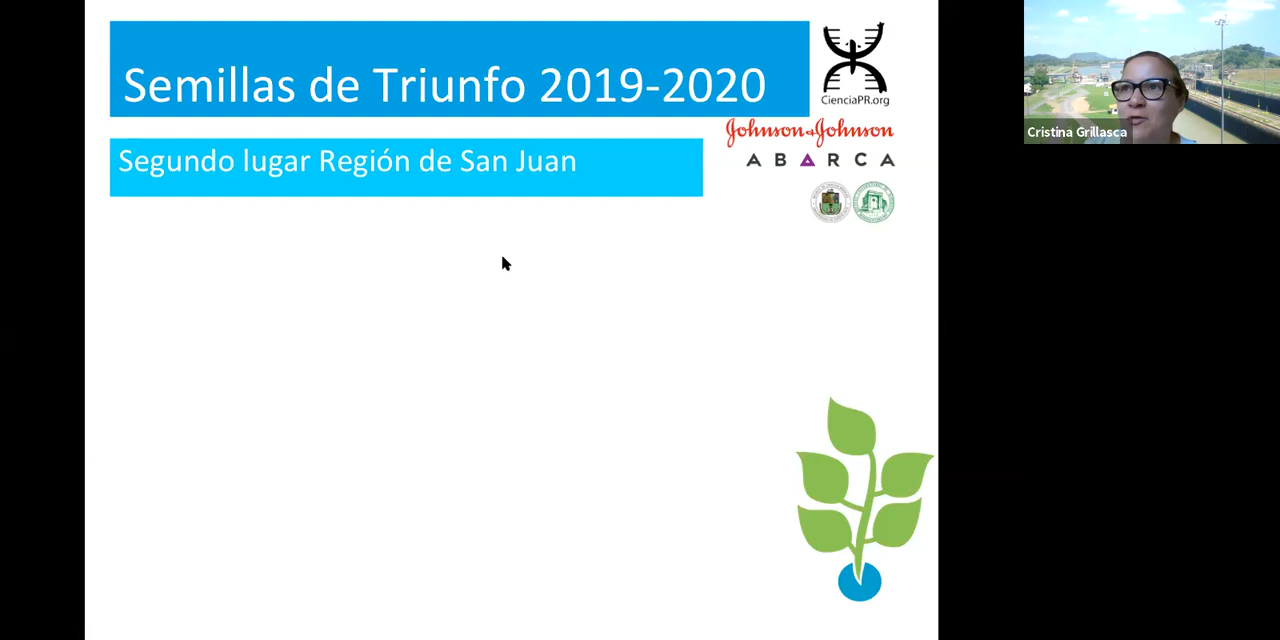 Semillas de Triunfo 2019-2020
CienciaPR.org
Johnson & Johnson
ABARCA
Segundo lugar Región de San Juan
Cristina Grillasca